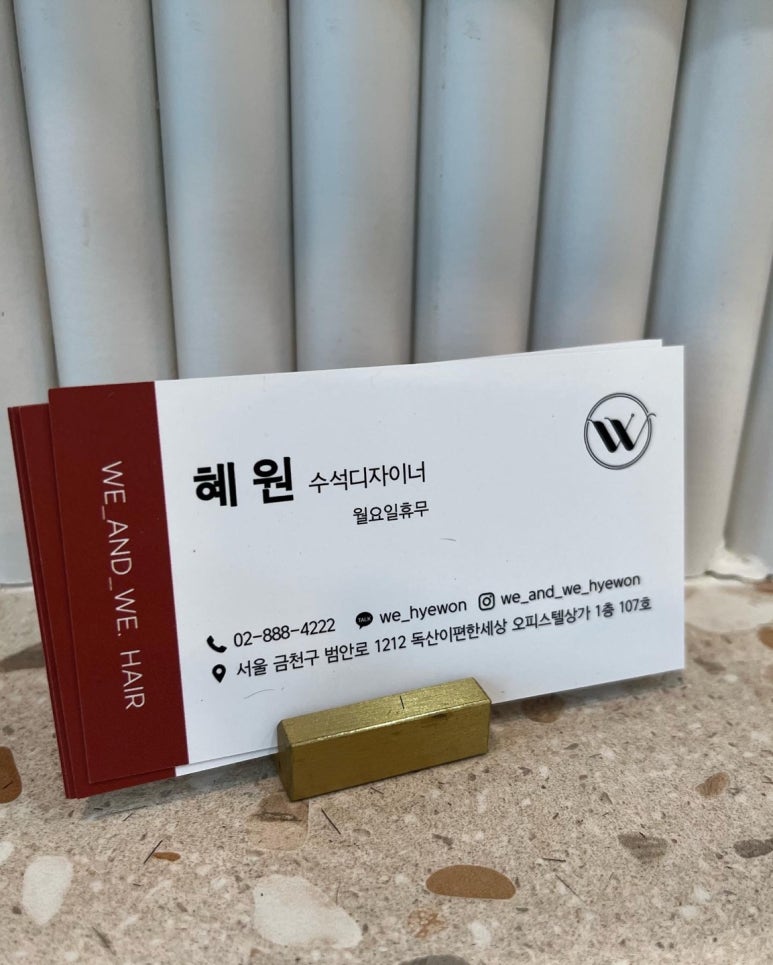 WE_AND_WE. HAIR
W
혜 원 수석디자이너
월요일휴무
02-888-4222 TALK we_hyewon we_and_we_hyewon
서울 금천구 범안로 1212 독산이편한세상 오피스텔상가 1층 107호